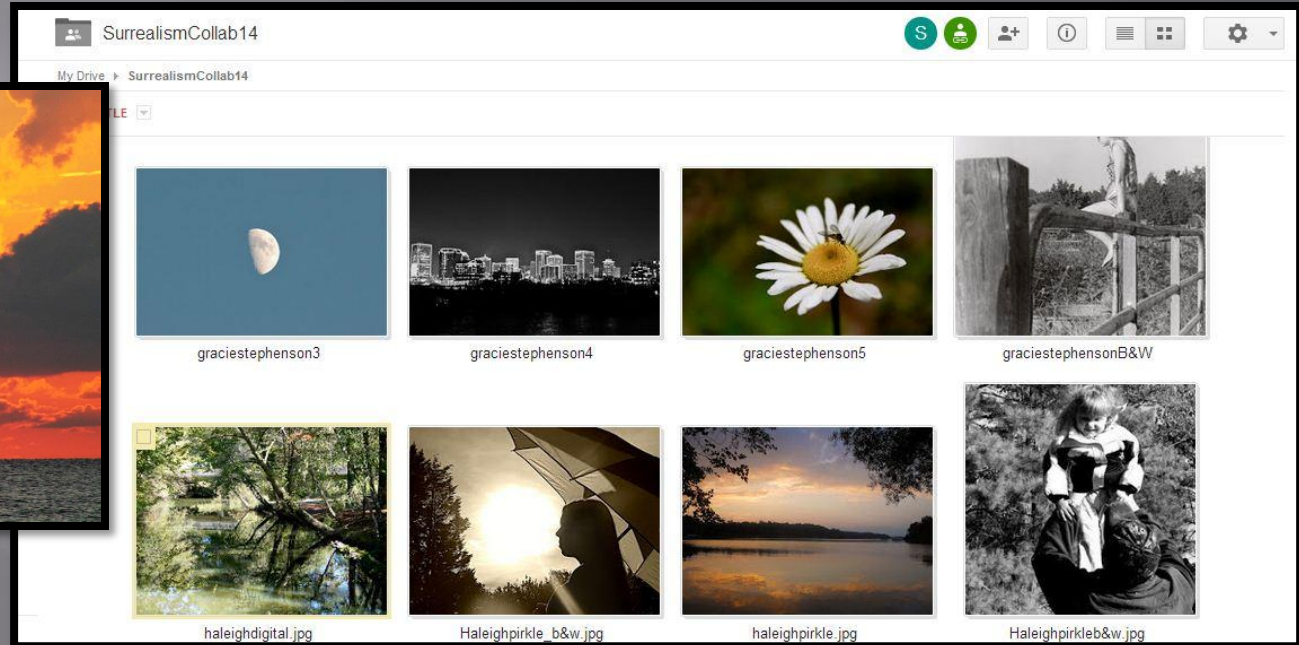 SurrealismCollab14
S
My Drive ▸ SurrealismCollab14
TLE
graciestephenson3 graciestephenson4 graciestephenson5 graciestephensonB&W
haleighdigital.jpg Haleighpirkle_b&w.jpg haleighpirkle.jpg Haleighpirkleb&w.jpg